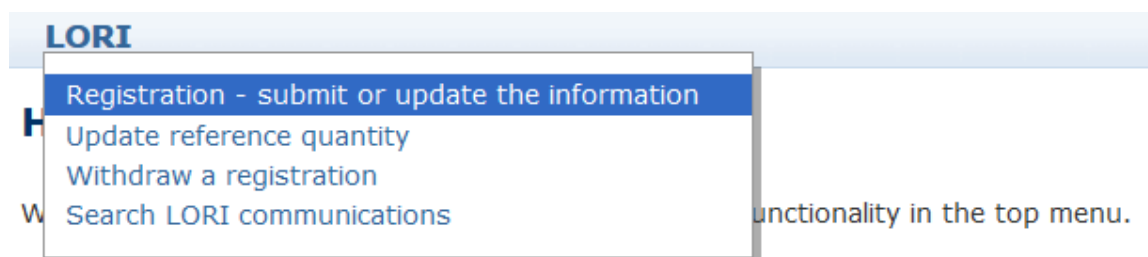 LORI
Registration - submit or update the information
H
Update reference quantity
Withdraw a registration
W Search LORI communications unctionality in the top menu.